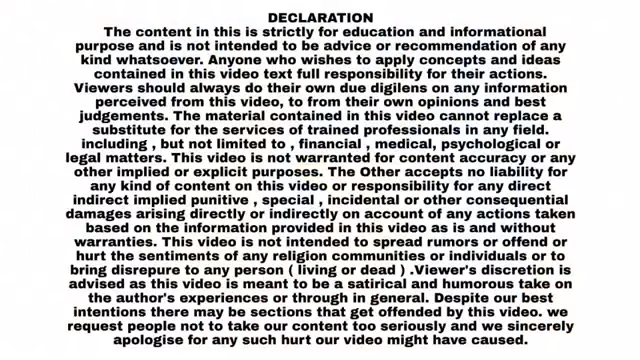 DECLARATION
The content in this is strictly for education and informational
purpose and is not intended to be advice or recommendation of any
kind whatsoever. Anyone who wishes to apply concepts and ideas
contained in this video text full responsibility for their actions.
Viewers should always do their own due digilens on any information
perceived from this video, to from their own opinions and best
judgements. The material contained in this video cannot replace a
substitute for the services of trained professionals in any field.
including , but not limited to , financial , medical, psychological or
legal matters. This video is not warranted for content accuracy or any
other implied or explicit purposes. The Other accepts no liability for
any kind of content on this video or responsibility for any direct
indirect implied punitive , special , incidental or other consequential
damages arising directly or indirectly on account of any actions taken
based on the information provided in this video as is and without
warranties. This video is not intended to spread rumors or offend or
hurt the sentiments of any religion communities or individuals or to
bring disrepure to any person ( living or dead ) .Viewer's discretion is
advised as this video is meant to be a satirical and humorous take on
the author's experiences or through in general. Despite our best
intentions there may be sections that get offended by this video. we
request people not to take our content too seriously and we sincerely
apologise for any such hurt our video might have caused.